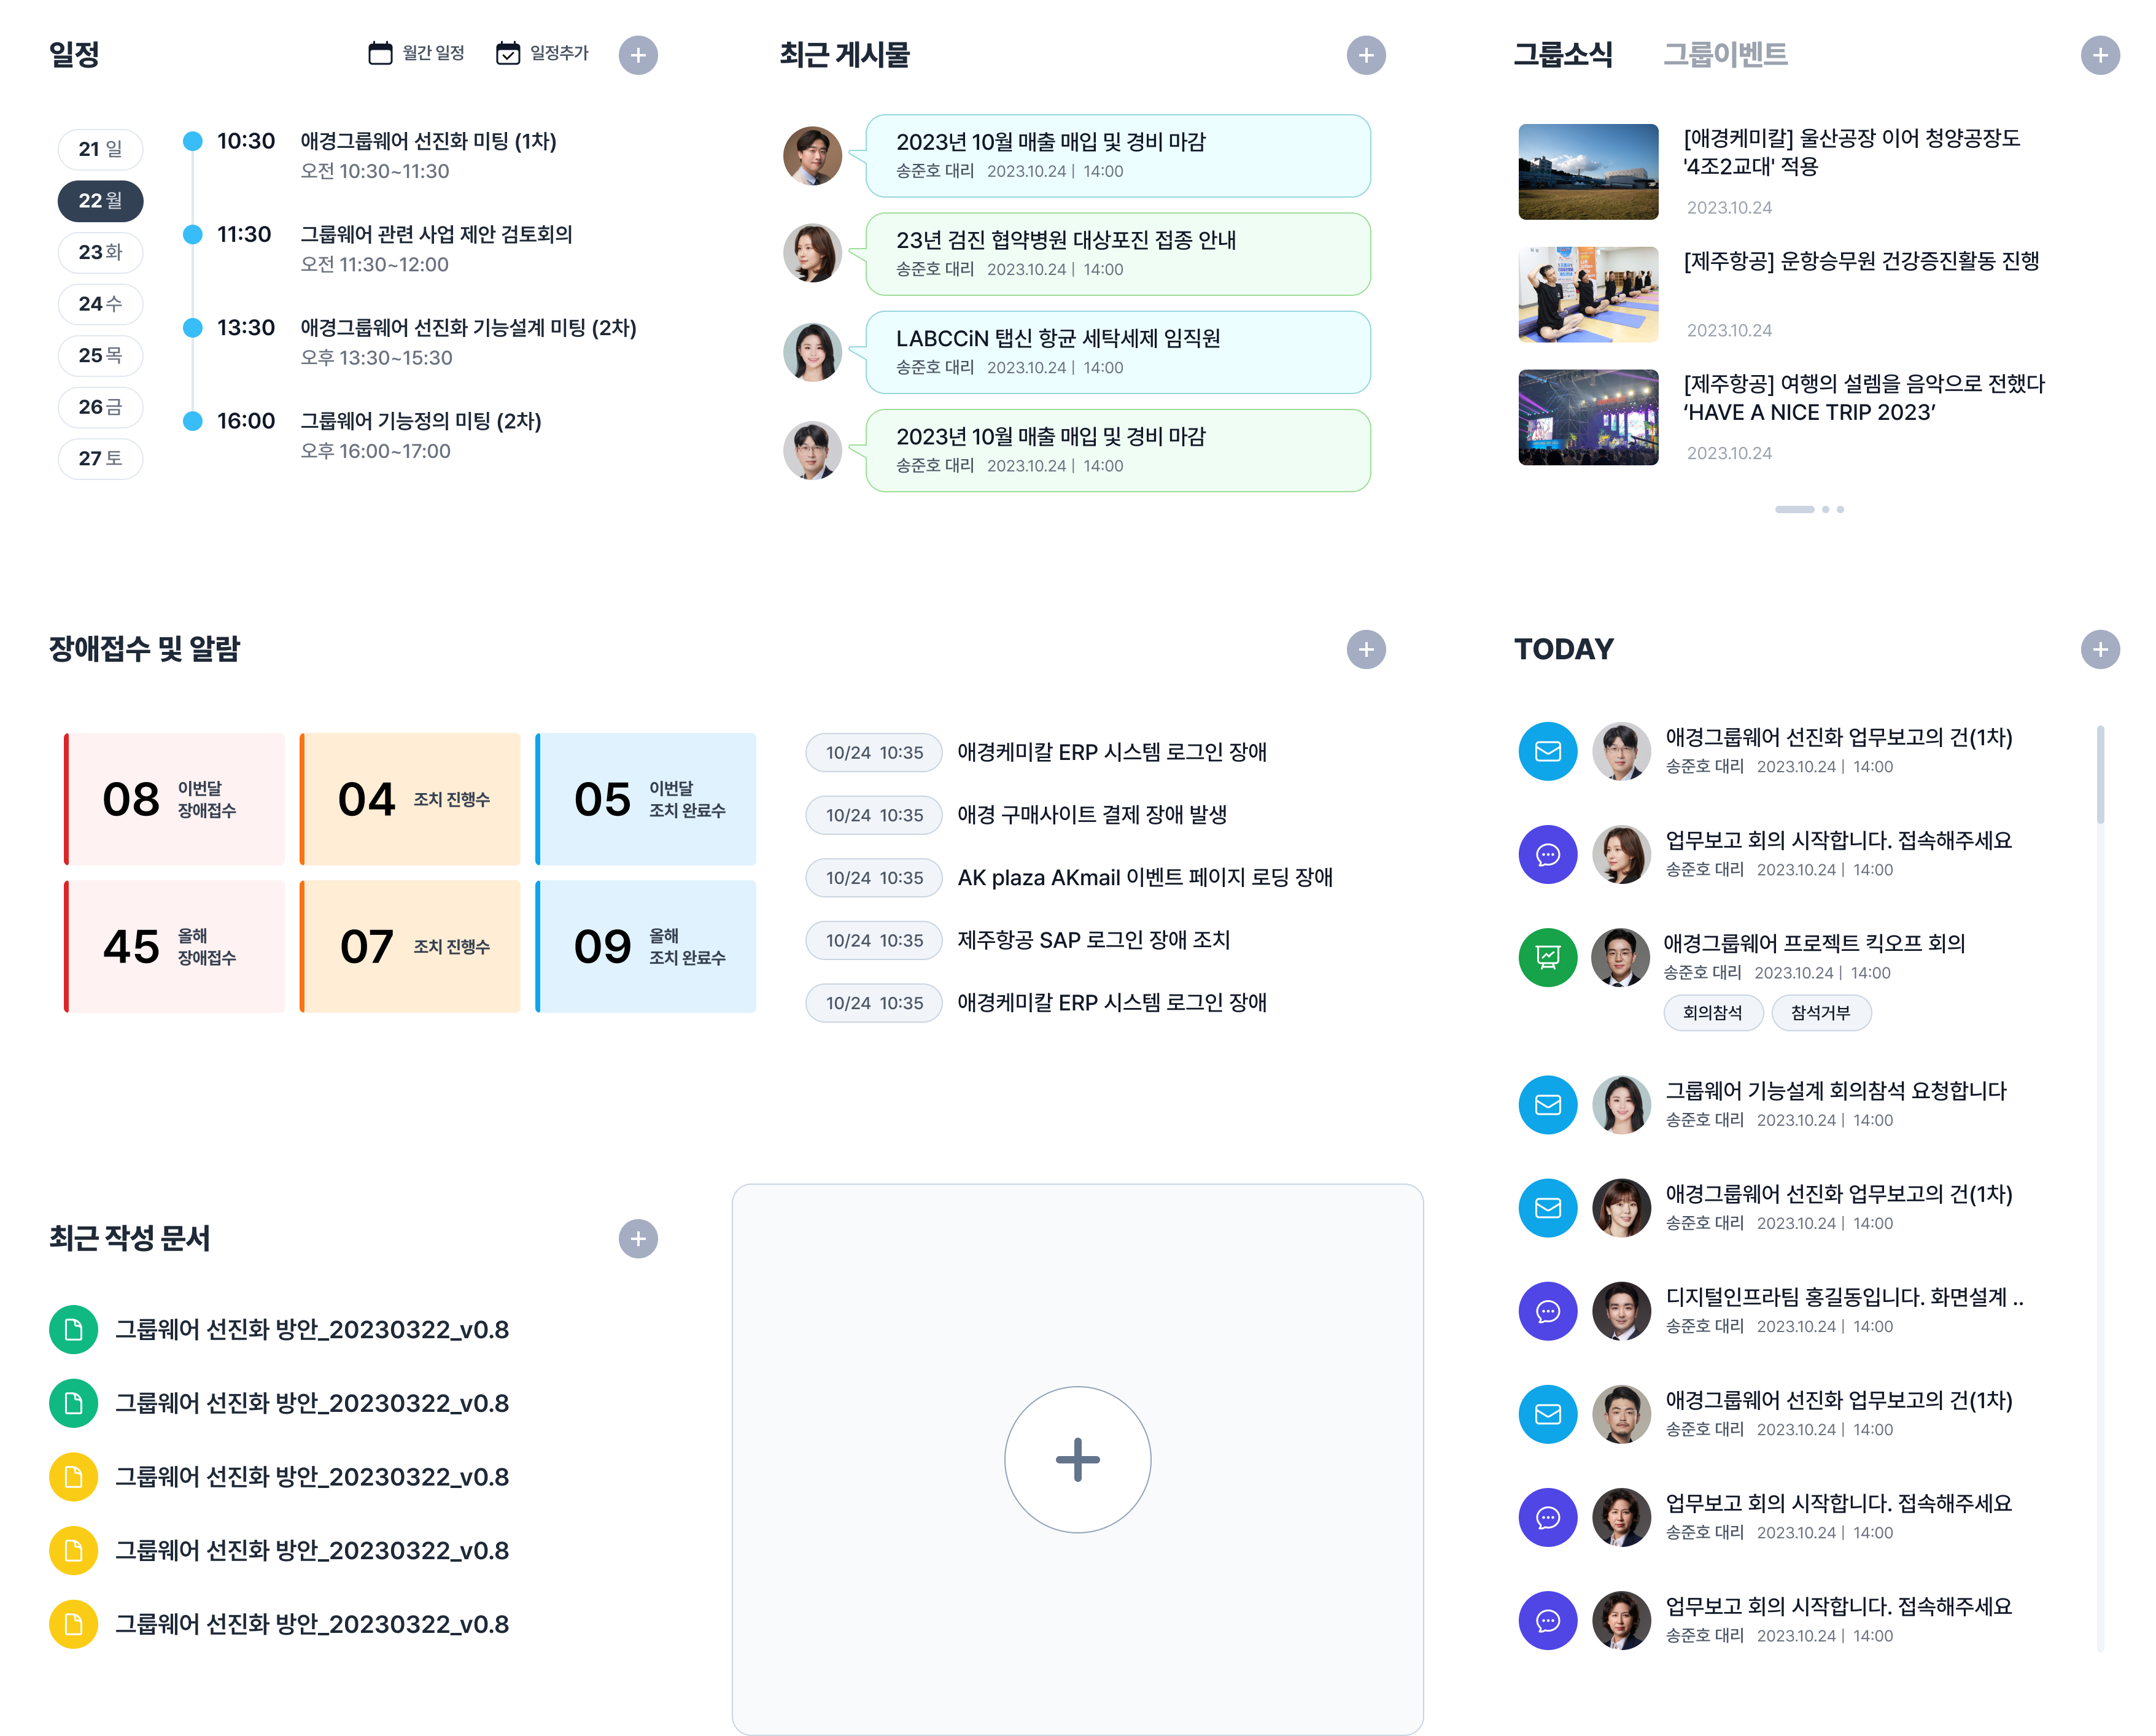 일정
월간 일정
일정추가
21 일
22 월
23 화
24 수
25 목
26 금
27 토
10:30 애경그룹웨어 선진화 미팅 (1차)
오전 10:30~11:30
11:30 그룹웨어 관련 사업 제안 검토회의
오전 11:30~12:00
13:30 애경그룹웨어 선진화 기능설계 미팅 (2차)
오후 13:30~15:30
16:00 그룹웨어 기능정의 미팅 (2차)
오후 16:00~17:00
최근 게시물
2023년 10월 매출 매입 및 경비 마감
송준호 대리 2023.10.24 | 14:00
23년 검진 협약병원 대상포진 접종 안내
송준호 대리 2023.10.24 | 14:00
LABCCiN 탭신 항균 세탁세제 임직원
송준호 대리 2023.10.24 | 14:00
2023년 10월 매출 매입 및 경비 마감
송준호 대리 2023.10.24 | 14:00
그룹소식 그룹이벤트
[애경케미칼] 울산공장 이어 청양공장도
'4조2교대' 적용
2023.10.24
[제주항공] 운항승무원 건강증진활동 진행
2023.10.24
[제주항공] 여행의 설렘을 음악으로 전했다
‘HAVE A NICE TRIP 2023’
2023.10.24
장애접수 및 알람
08 이번달
장애접수
04 조치 진행수
05 이번달
조치 완료수
45 올해
장애접수
07 조치 진행수
09 올해
조치 완료수
10/24 10:35 애경케미칼 ERP 시스템 로그인 장애
10/24 10:35 애경 구매사이트 결제 장애 발생
10/24 10:35 AK plaza AKmail 이벤트 페이지 로딩 장애
10/24 10:35 제주항공 SAP 로그인 장애 조치
10/24 10:35 애경케미칼 ERP 시스템 로그인 장애
TODAY
애경그룹웨어 선진화 업무보고의 건(1차)
송준호 대리 2023.10.24 | 14:00
업무보고 회의 시작합니다. 접속해주세요
송준호 대리 2023.10.24 | 14:00
애경그룹웨어 프로젝트 킥오프 회의
송준호 대리 2023.10.24 | 14:00
회의참석 참석거부
그룹웨어 기능설계 회의참석 요청합니다
송준호 대리 2023.10.24 | 14:00
애경그룹웨어 선진화 업무보고의 건(1차)
송준호 대리 2023.10.24 | 14:00
디지털인프라팀 홍길동입니다. 화면설계 ..
송준호 대리 2023.10.24 | 14:00
애경그룹웨어 선진화 업무보고의 건(1차)
송준호 대리 2023.10.24 | 14:00
업무보고 회의 시작합니다. 접속해주세요
송준호 대리 2023.10.24 | 14:00
업무보고 회의 시작합니다. 접속해주세요
송준호 대리 2023.10.24 | 14:00
최근 작성 문서
그룹웨어 선진화 방안_20230322_v0.8
그룹웨어 선진화 방안_20230322_v0.8
그룹웨어 선진화 방안_20230322_v0.8
그룹웨어 선진화 방안_20230322_v0.8
그룹웨어 선진화 방안_20230322_v0.8